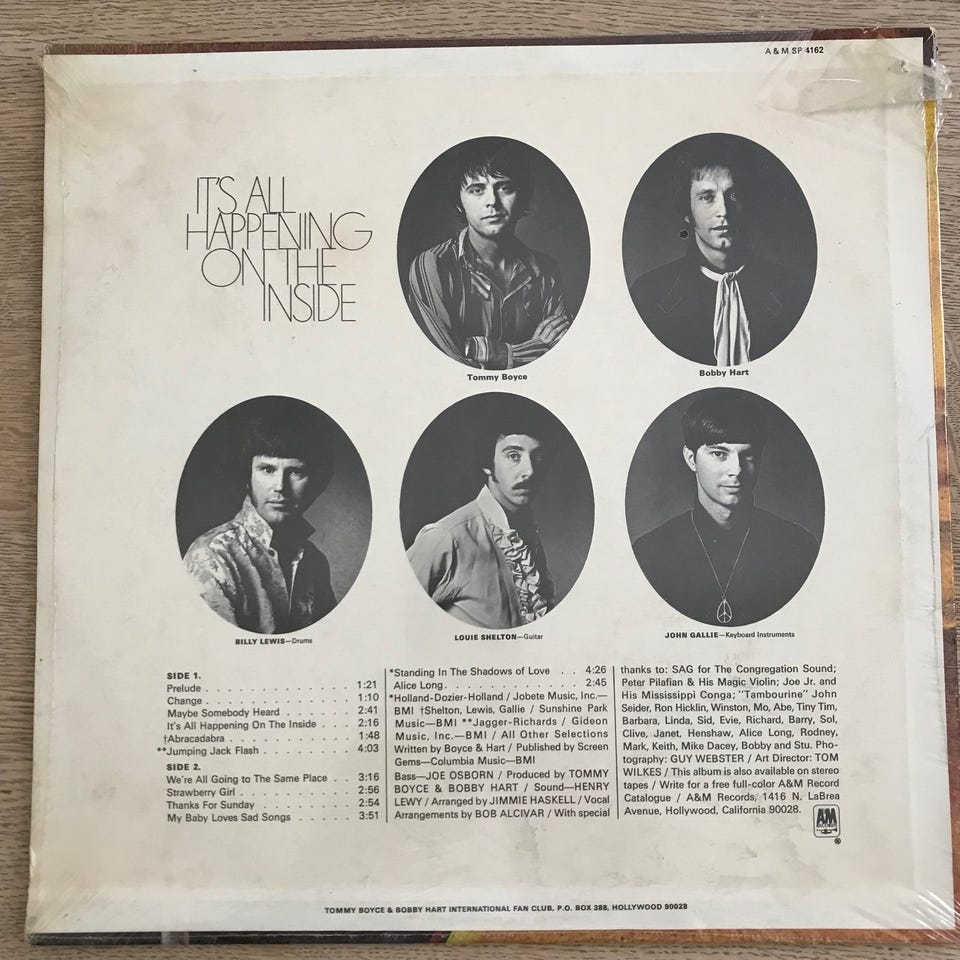 A & M SP 4162
IT'S ALL
HAPPENING
ON THE
INSIDE
Tommy Boyce
Bobby Hart
BILLY LEWIS—Drums
LOUIE SHELTON—Guitar
JOHN GALLIE—Keyboard Instruments
SIDE 1.
Prelude . . . . . . . . . . . . . . 1:21
Change . . . . . . . . . . . . . . 1:10
Maybe Somebody Heard . . . . . . 2:41
It's All Happening On The Inside . . . 2:16
†Abracadabra . . . . . . . . . . . 1:48
**Jumping Jack Flash . . . . . . . . 4:03
SIDE 2.
We're All Going to The Same Place . . 3:16
Strawberry Girl . . . . . . . . . . 2:56
Thanks For Sunday . . . . . . . . 2:54
My Baby Loves Sad Songs . . . . . 3:51
*Standing In The Shadows of Love . . 4:26
Alice Long . . . . . . . . . . . . 2:45
*Holland-Dozier-Holland / Jobete Music, Inc.—
BMI †Shelton, Lewis, Gallie / Sunshine Park
Music—BMI **Jagger-Richards / Gideon
Music, Inc.—BMI / All Other Selections
Written by Boyce & Hart / Published by Screen
Gems—Columbia Music—BMI
Bass—JOE OSBORN / Produced by TOMMY
BOYCE & BOBBY HART / Sound—HENRY
LEWY / Arranged by JIMMIE HASKELL / Vocal
Arrangements by BOB ALCIVAR / With special
thanks to: SAG for The Congregation Sound;
Peter Pilafian & His Magic Violin; Joe Jr. and
His Mississippi Conga; "Tambourine" John
Seider, Ron Hicklin, Winston, Mo, Abe, Tiny Tim,
Barbara, Linda, Sid, Evie, Richard, Barry, Sol,
Clive, Janet, Henshaw, Alice Long, Rodney,
Mark, Keith, Mike Dacey, Bobby and Stu. Pho-
tography: GUY WEBSTER / Art Director: TOM
WILKES / This album is also available on stereo
tapes / Write for a free full-color A&M Record
Catalogue / A&M Records, 1416 N. LaBrea
Avenue, Hollywood, California 90028.
AM
RECORDS
®
TOMMY BOYCE & BOBBY HART INTERNATIONAL FAN CLUB, P.O. BOX 388, HOLLYWOOD 90028